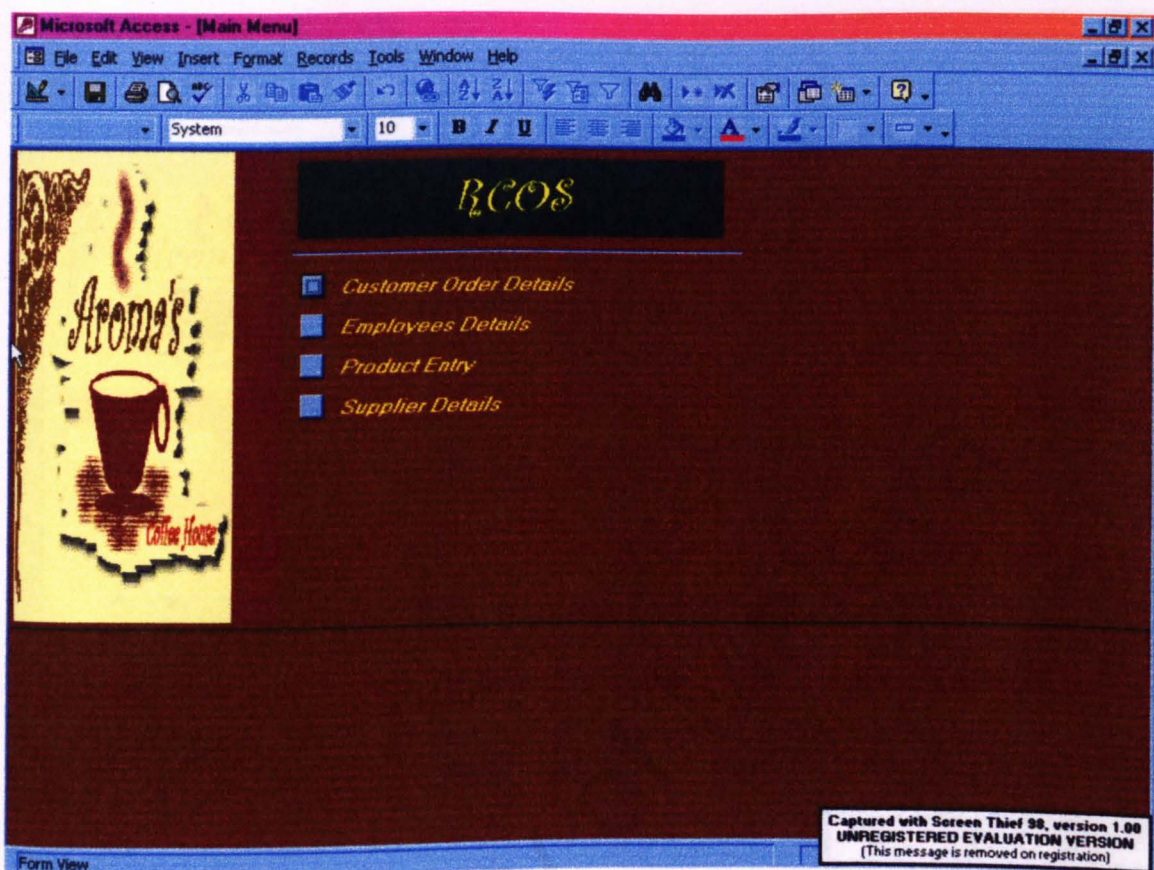 Microsoft Access - [Main Menu]
File Edit View Insert Format Records Tools Window Help
ABC
System 10 B I U A
RCOS
Aroma's
Coffee House
Customer Order Details
Employees Details
Product Entry
Supplier Details
Captured with Screen Thief 98, version 1.00
UNREGISTERED EVALUATION VERSION
(This message is removed on registration)
Form View